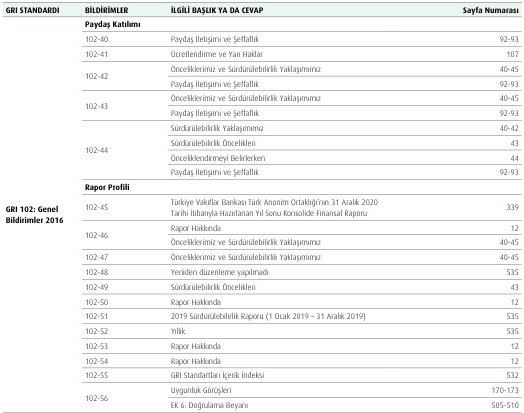 GRI STANDARDI BİLDİRİMLER İLGİLİ BAŞLIK YA DA CEVAP Sayfa Numarası
Paydaş Katılımı
102-40 Paydaş İletişimi ve Şeffaflık 92-93
102-41 Ücretlendirme ve Yan Haklar 107
102-42 Önceliklerimiz ve Sürdürülebilirlik Yaklaşımımız 40-45
Paydaş İletişimi ve Şeffaflık 92-93
102-43 Önceliklerimiz ve Sürdürülebilirlik Yaklaşımımız 40-45
Paydaş İletişimi ve Şeffaflık 92-93
102-44 Sürdürülebilirlik Yaklaşımımız 40-42
Sürdürülebilirlik Öncelikleri 43
Önceliklendirmeyi Belirlerken 44
Paydaş İletişimi ve Şeffaflık 92-93
GRI 102: Genel
Bildirimler 2016
Rapor Profili
102-45 Türkiye Vakıflar Bankası Türk Anonim Ortaklığı'nın 31 Aralık 2020
Tarihi İtibarıyla Hazırlanan Yıl Sonu Konsolide Finansal Raporu 339
102-46 Rapor Hakkında 12
Önceliklerimiz ve Sürdürülebilirlik Yaklaşımımız 40-45
102-47 Önceliklerimiz ve Sürdürülebilirlik Yaklaşımımız 40-45
102-48 Yeniden düzenleme yapılmadı 535
102-49 Sürdürülebilirlik Öncelikleri 43
102-50 Rapor Hakkında 12
102-51 2019 Sürdürülebilirlik Raporu (1 Ocak 2019 – 31 Aralık 2019) 535
102-52 Yıllık 535
102-53 Rapor Hakkında 12
102-54 Rapor Hakkında 12
102-55 GRI Standartları İçerik İndeksi 532
102-56 Uygunluk Görüşleri 170-173
EK 6: Doğrulama Beyanı 505-510